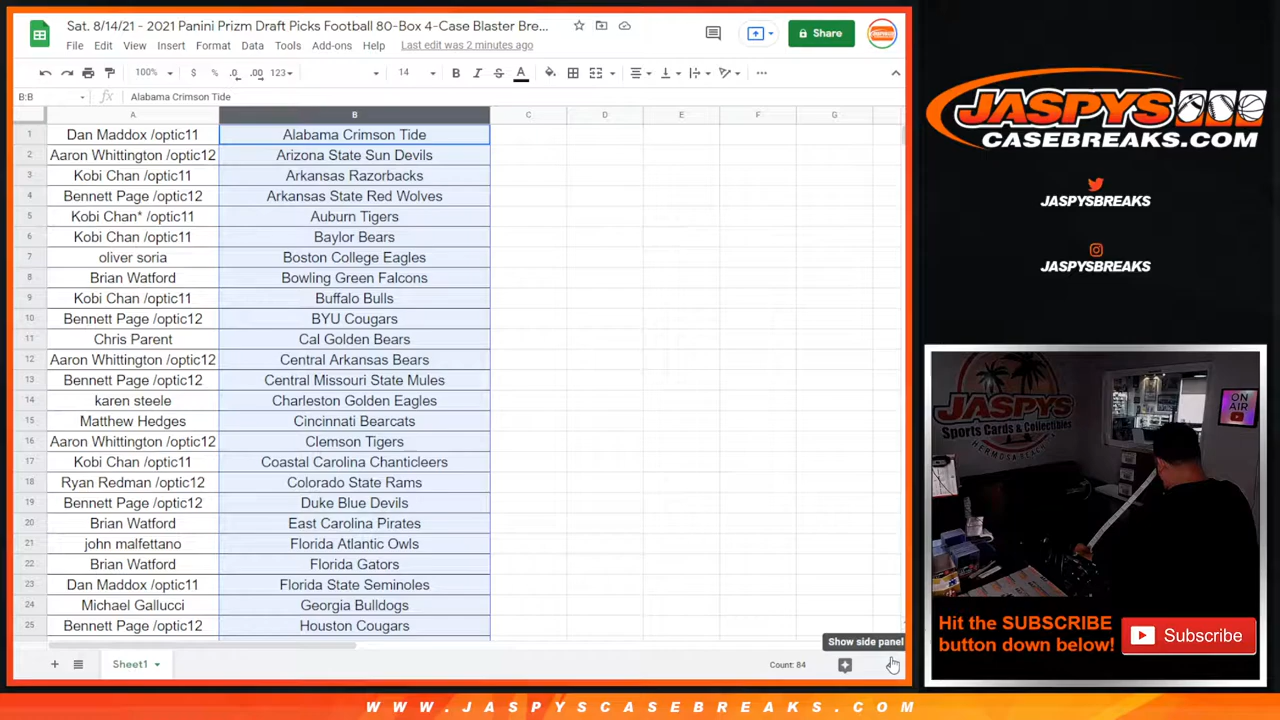 Sat. 8/14/21 - 2021 Panini Prizm Draft Picks Football 80-Box 4-Case Blaster Bre...
File Edit View Insert Format Data Tools Add-ons Help Last edit was 2 minutes ago
Share
100% $ % .0 .00 123 14 B I S A
B:B fx Alabama Crimson Tide
A B C D E F G
1 Dan Maddox /optic11 Alabama Crimson Tide
2 Aaron Whittington /optic12 Arizona State Sun Devils
3 Kobi Chan /optic11 Arkansas Razorbacks
4 Bennett Page /optic12 Arkansas State Red Wolves
5 Kobi Chan* /optic11 Auburn Tigers
6 Kobi Chan /optic11 Baylor Bears
7 oliver soria Boston College Eagles
8 Brian Watford Bowling Green Falcons
9 Kobi Chan /optic11 Buffalo Bulls
10 Bennett Page /optic12 BYU Cougars
11 Chris Parent Cal Golden Bears
12 Aaron Whittington /optic12 Central Arkansas Bears
13 Bennett Page /optic12 Central Missouri State Mules
14 karen steele Charleston Golden Eagles
15 Matthew Hedges Cincinnati Bearcats
16 Aaron Whittington /optic12 Clemson Tigers
17 Kobi Chan /optic11 Coastal Carolina Chanticleers
18 Ryan Redman /optic11 Colorado State Rams
19 Bennett Page /optic12 Duke Blue Devils
20 Brian Watford East Carolina Pirates
21 john malfettano Florida Atlantic Owls
22 Brian Watford Florida Gators
23 Dan Maddox /optic11 Florida State Seminoles
24 Michael Gallucci Georgia Bulldogs
25 Bennett Page /optic12 Houston Cougars
Show side panel
Sheet1
Count: 84
JASPYS
CASEBREAKS.COM
JASPYSBREAKS
JASPYSBREAKS
JASPYS
Sports Cards & Collectibles
HERMOSA BEACH
ON AIR
Hit the SUBSCRIBE
button down below!
Subscribe
WWW.JASPYSCASEBREAKS.COM